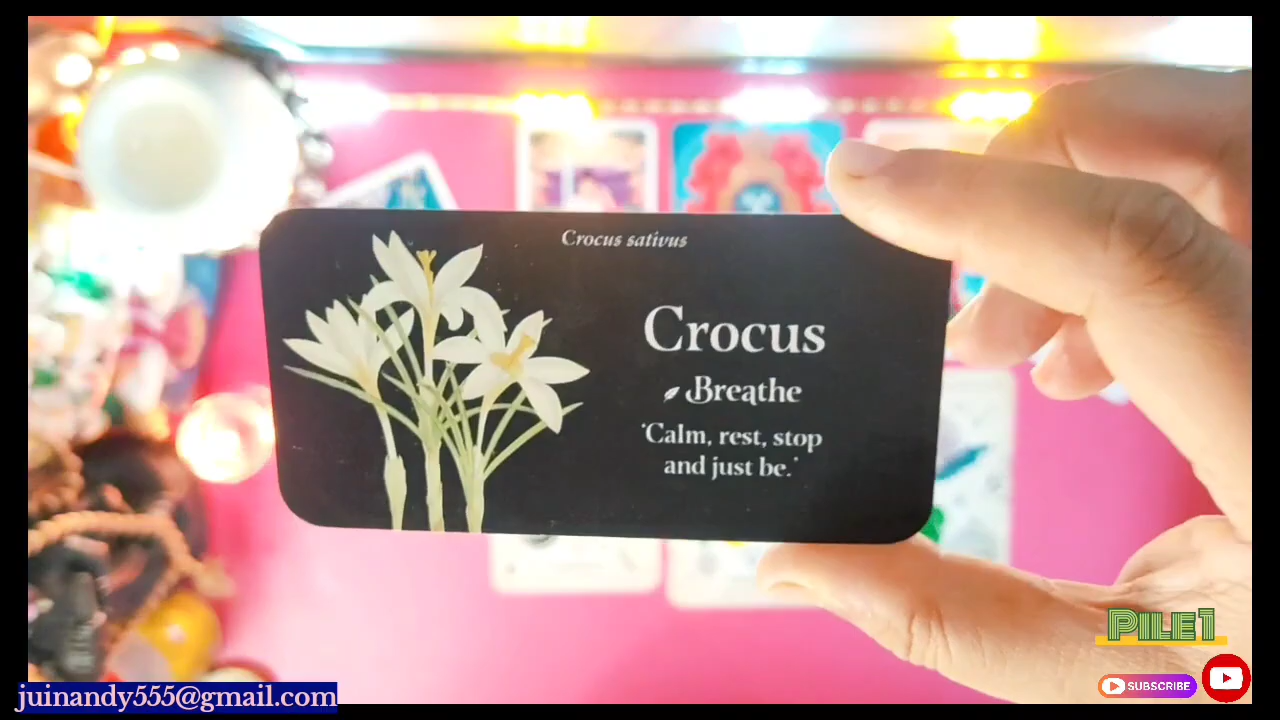 Crocus sativus
Crocus
Breathe
'Calm, rest, stop
and just be.'
PILE1
SUBSCRIBE
juinandy555@gmail.com